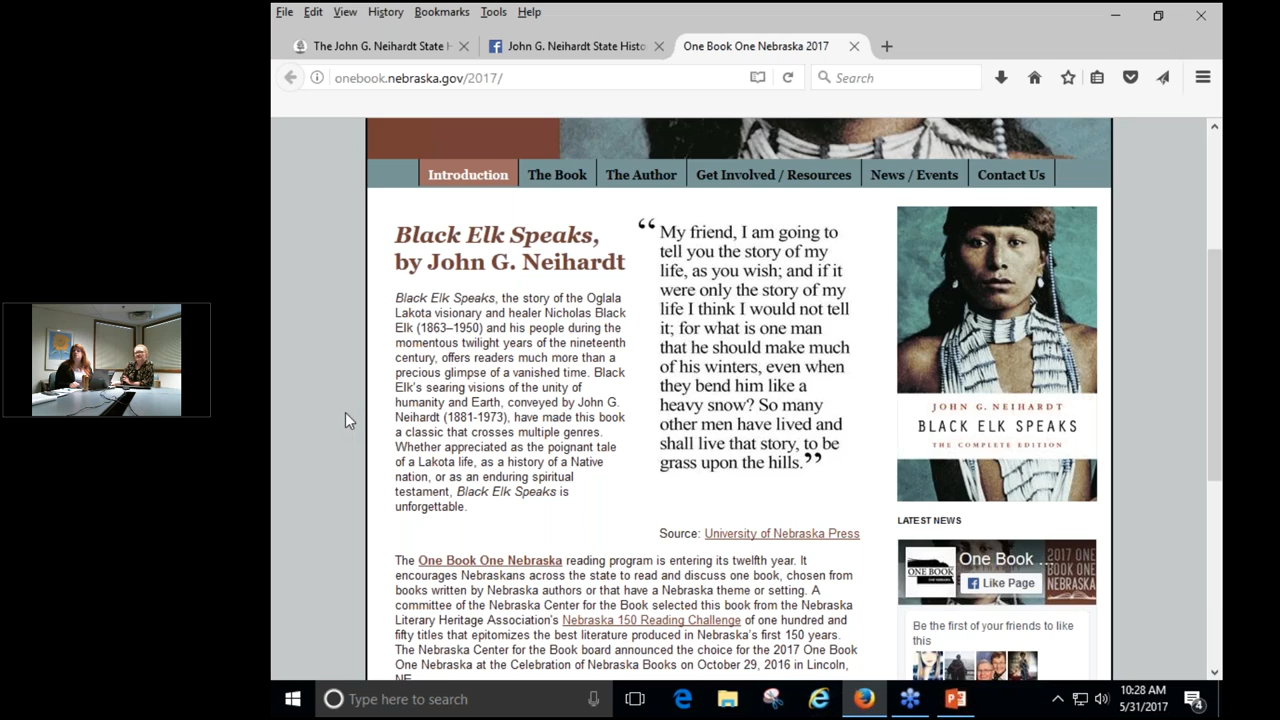 File Edit View History Bookmarks Tools Help
The John G. Neihardt State H
John G. Neihardt State Histo
One Book One Nebraska 2017
onebook.nebraska.gov/2017/
Search
Introduction
The Book
The Author
Get Involved / Resources
News / Events
Contact Us
Black Elk Speaks,
by John G. Neihardt
Black Elk Speaks, the story of the Oglala
Lakota visionary and healer Nicholas Black
Elk (1863–1950) and his people during the
momentous twilight years of the nineteenth
century, offers readers much more than a
precious glimpse of a vanished time. Black
Elk's searing visions of the unity of
humanity and Earth, conveyed by John G.
Neihardt (1881-1973), have made this book
a classic that crosses multiple genres.
Whether appreciated as the poignant tale
of a Lakota life, as a history of a Native
nation, or as an enduring spiritual
testament, Black Elk Speaks is
unforgettable.
“ My friend, I am going to
tell you the story of my
life, as you wish; and if it
were only the story of my
life I think I would not tell
it; for what is one man
that he should make much
of his winters, even when
they bend him like a
heavy snow? So many
other men have lived and
shall live that story, to be
grass upon the hills. ”
Source: University of Nebraska Press
JOHN G. NEIHARDT
BLACK ELK SPEAKS
THE COMPLETE EDITION
The One Book One Nebraska reading program is entering its twelfth year. It
encourages Nebraskans across the state to read and discuss one book, chosen from
books written by Nebraska authors or that have a Nebraska theme or setting. A
committee of the Nebraska Center for the Book selected this book from the Nebraska
Literary Heritage Association's Nebraska 150 Reading Challenge of one hundred and
fifty titles that epitomizes the best literature produced in Nebraska's first 150 years.
The Nebraska Center for the Book board announced the choice for the 2017 One Book
One Nebraska at the Celebration of Nebraska Books on October 29, 2016 in Lincoln,
NE.
LATEST NEWS
ONE BOOK
One Book ...
Like Page
2017 ONE
BOOK ONE
NEBRASKA
Be the first of your friends to like
this
Type here to search
10:28 AM
5/31/2017
4